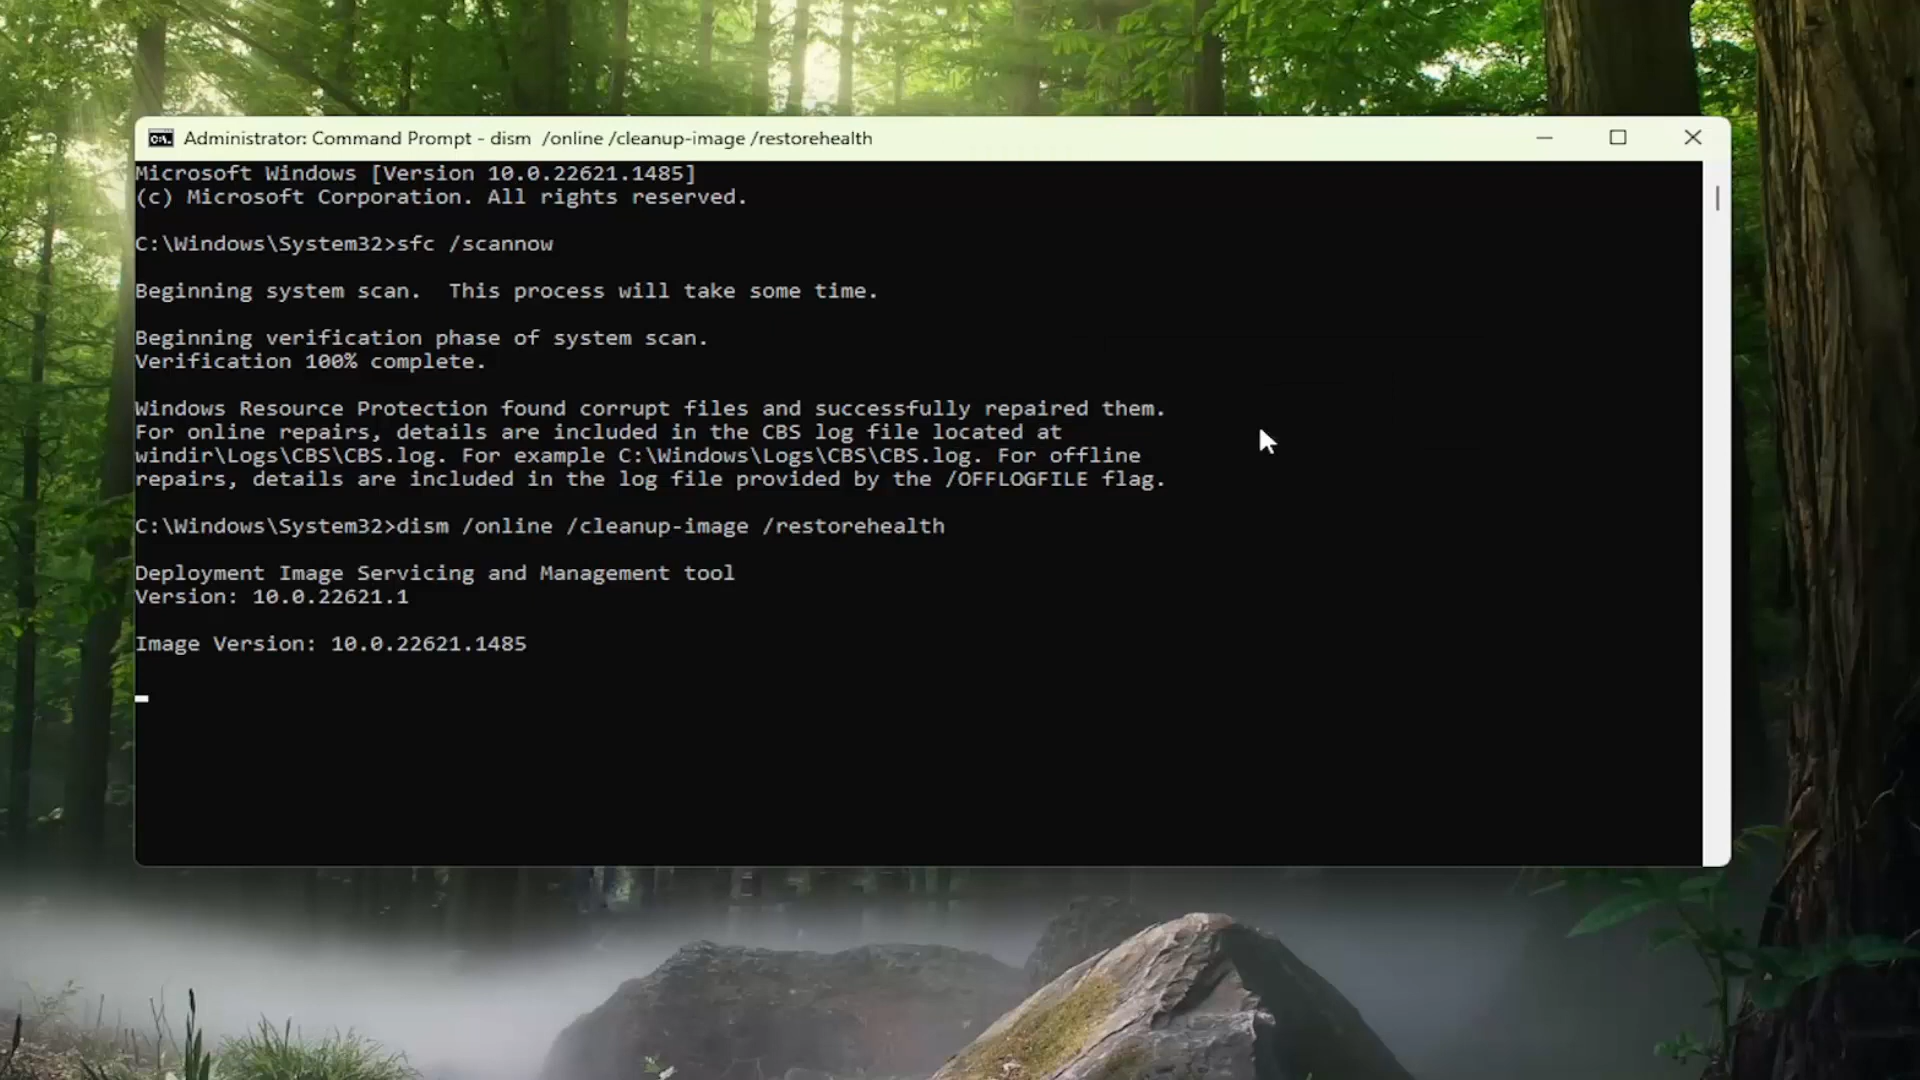 Administrator: Command Prompt - dism  /online /cleanup-image /restorehealth
Microsoft Windows [Version 10.0.22621.1485]
(c) Microsoft Corporation. All rights reserved.
C:\Windows\System32>sfc /scannow
Beginning system scan.  This process will take some time.
Beginning verification phase of system scan.
Verification 100% complete.
Windows Resource Protection found corrupt files and successfully repaired them.
For online repairs, details are included in the CBS log file located at
windir\Logs\CBS\CBS.log. For example C:\Windows\Logs\CBS\CBS.log. For offline
repairs, details are included in the log file provided by the /OFFLOGFILE flag.
C:\Windows\System32>dism /online /cleanup-image /restorehealth
Deployment Image Servicing and Management tool
Version: 10.0.22621.1
Image Version: 10.0.22621.1485